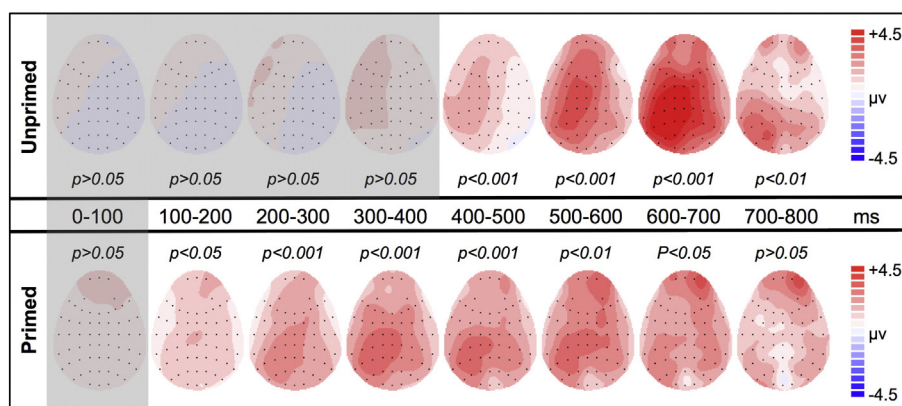 Unprimed
+4.5
μv
-4.5
p>0.05 p>0.05 p>0.05 p>0.05 p<0.001 p<0.001 p<0.001 p<0.01
0-100 100-200 200-300 300-400 400-500 500-600 600-700 700-800 ms
p>0.05 p<0.05 p<0.001 p<0.001 p<0.001 p<0.01 P<0.05 p>0.05
Primed
+4.5
μv
-4.5